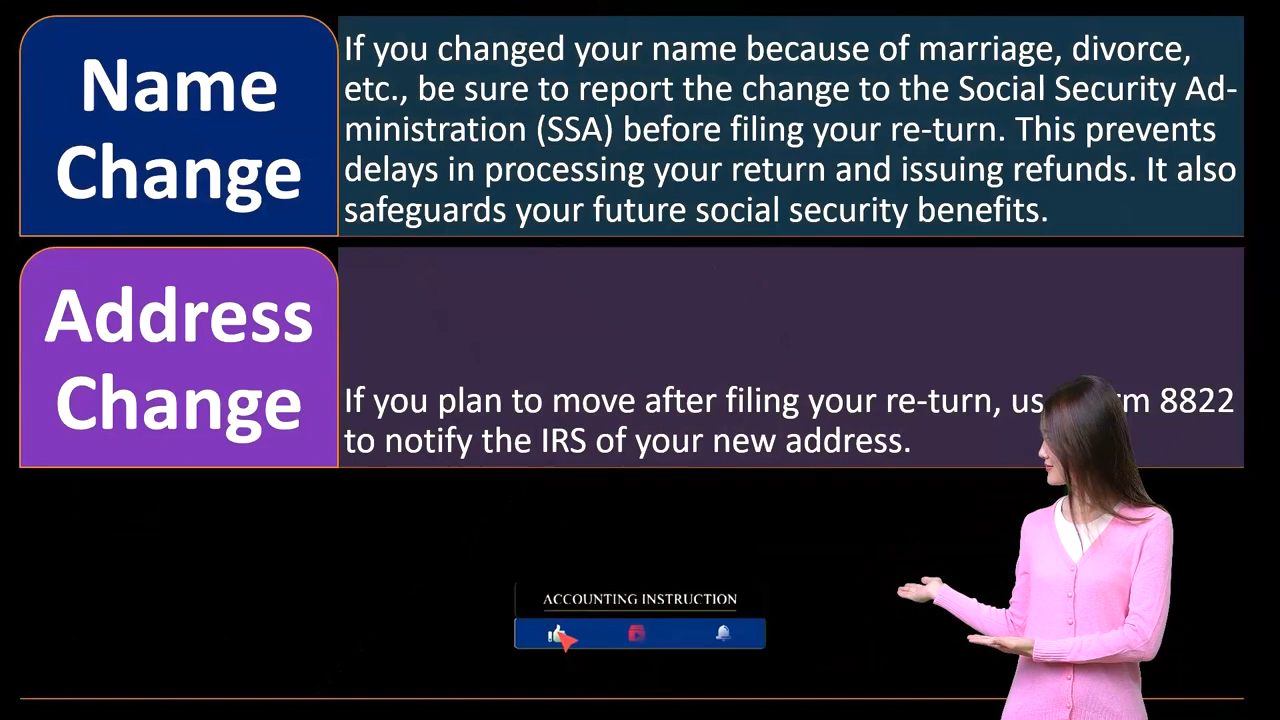 Name
Change
If you changed your name because of marriage, divorce,
etc., be sure to report the change to the Social Security Ad-
ministration (SSA) before filing your re-turn. This prevents
delays in processing your return and issuing refunds. It also
safeguards your future social security benefits.
Address
Change
If you plan to move after filing your re-turn, 8822
to notify the IRS of your new address.
ACCOUNTING INSTRUCTION